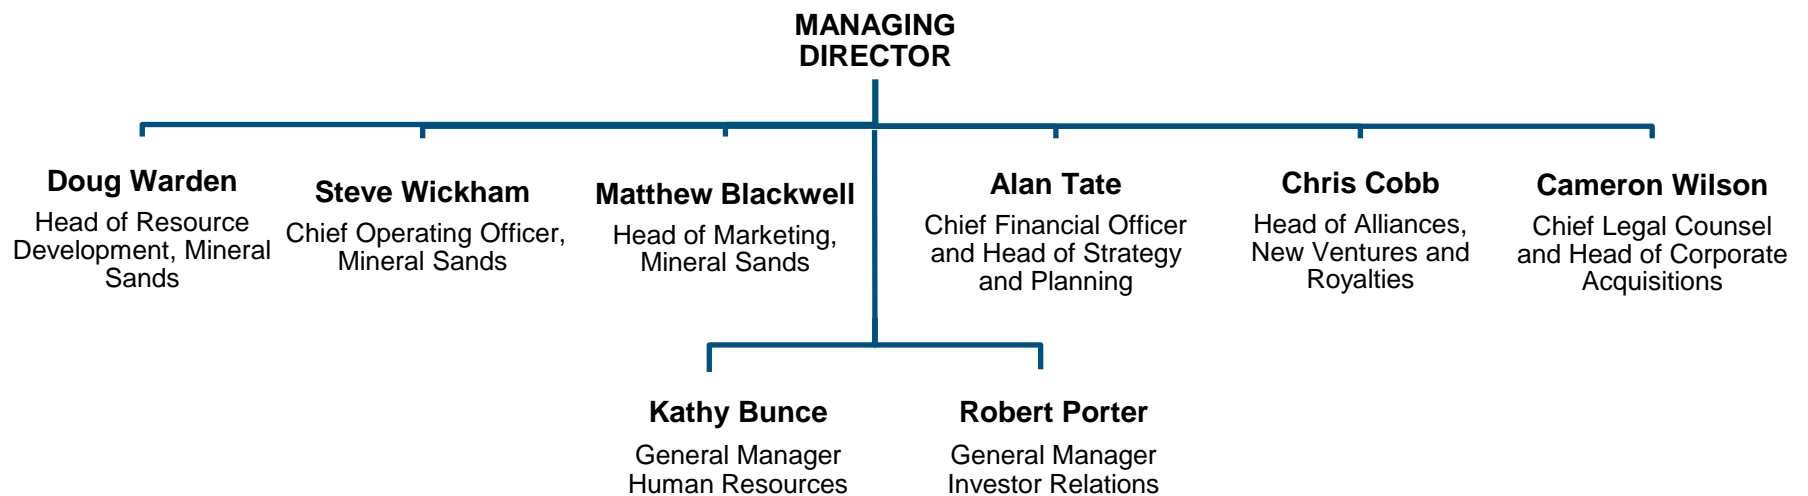 MANAGING
DIRECTOR
Doug Warden
Head of Resource
Development, Mineral
Sands
Steve Wickham
Chief Operating Officer,
Mineral Sands
Matthew Blackwell
Head of Marketing,
Mineral Sands
Alan Tate
Chief Financial Officer
and Head of Strategy
and Planning
Chris Cobb
Head of Alliances,
New Ventures and
Royalties
Cameron Wilson
Chief Legal Counsel
and Head of Corporate
Acquisitions
Kathy Bunce
General Manager
Human Resources
Robert Porter
General Manager
Investor Relations